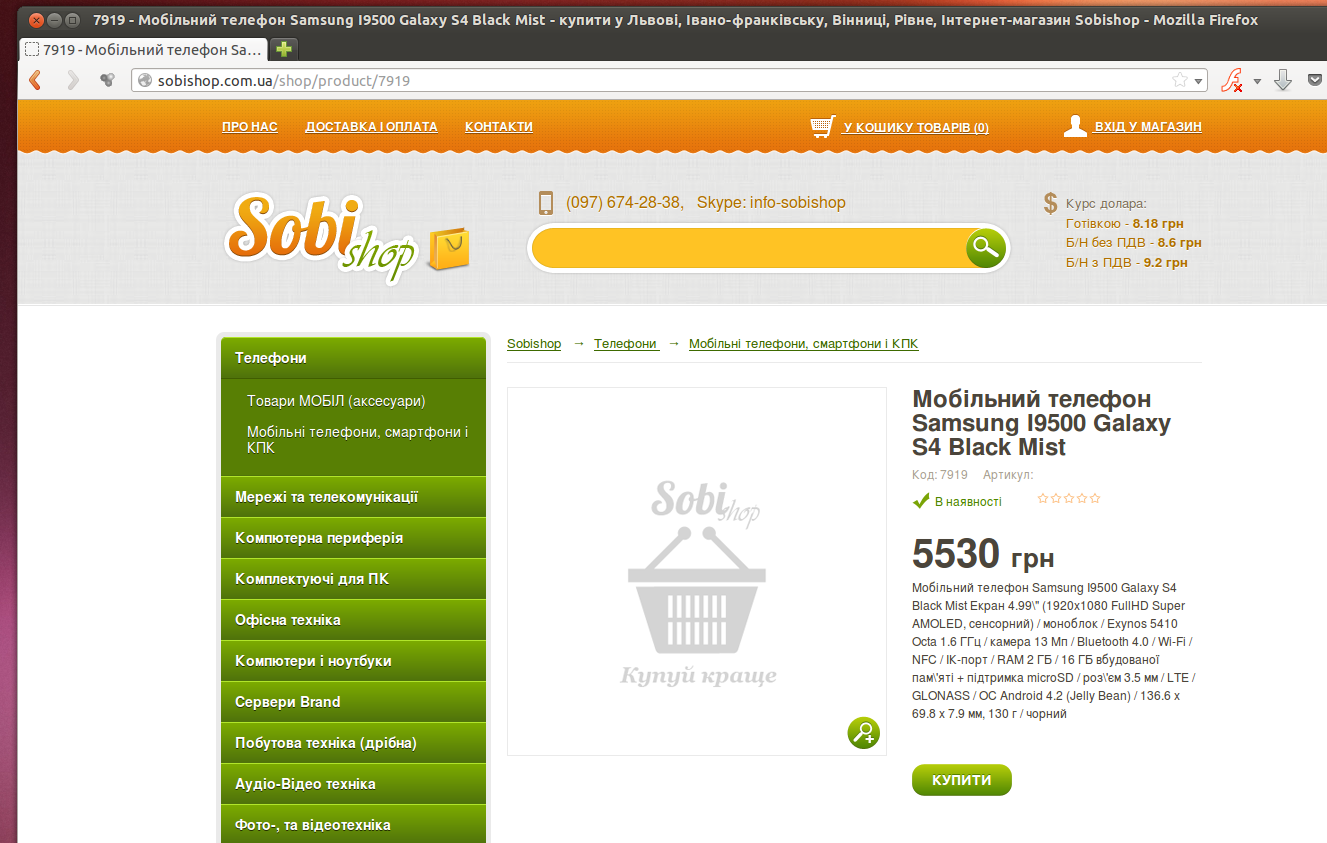 7919 - Мобільний телефон Samsung I9500 Galaxy S4 Black Mist - купити у Львові, Івано-франківську, Вінниці, Рівне, Інтернет-магазин Sobishop - Mozilla Firefox
7919 - Мобільний телефон Sa...
sobishop.com.ua/shop/product/7919
ПРО НАС ДОСТАВКА І ОПЛАТА КОНТАКТИ У КОШИКУ ТОВАРІВ (0) ВХІД У МАГАЗИН
Sobi
shop
(097) 674-28-38, Skype: info-sobishop
$ Курс долара:
Готівкою - 8.18 грн
Б/Н без ПДВ - 8.6 грн
Б/Н з ПДВ - 9.2 грн
Телефони
Товари МОБІЛ (аксесуари)
Мобільні телефони, смартфони і
КПК
Мережі та телекомунікації
Компютерна периферія
Комплектуючі для ПК
Офісна техніка
Компютери і ноутбуки
Сервери Brand
Побутова техніка (дрібна)
Аудіо-Відео техніка
Фото-, та відеотехніка
Sobishop → Телефони → Мобільні телефони, смартфони і КПК
Sobi
shop
Купуй краще
Мобільний телефон
Samsung I9500 Galaxy
S4 Black Mist
Код: 7919 Артикул:
В наявності
5530 грн
Мобільний телефон Samsung I9500 Galaxy S4
Black Mist Екран 4.99\" (1920x1080 FullHD Super
AMOLED, сенсорний) / моноблок / Exynos 5410
Octa 1.6 ГГц / камера 13 Мп / Bluetooth 4.0 / Wi-Fi /
NFC / ІК-порт / RAM 2 ГБ / 16 ГБ вбудованої
пам\'яті + підтримка microSD / роз\'єм 3.5 мм / LTE /
GLONASS / ОС Android 4.2 (Jelly Bean) / 136.6 x
69.8 x 7.9 мм, 130 г / чорний
КУПИТИ